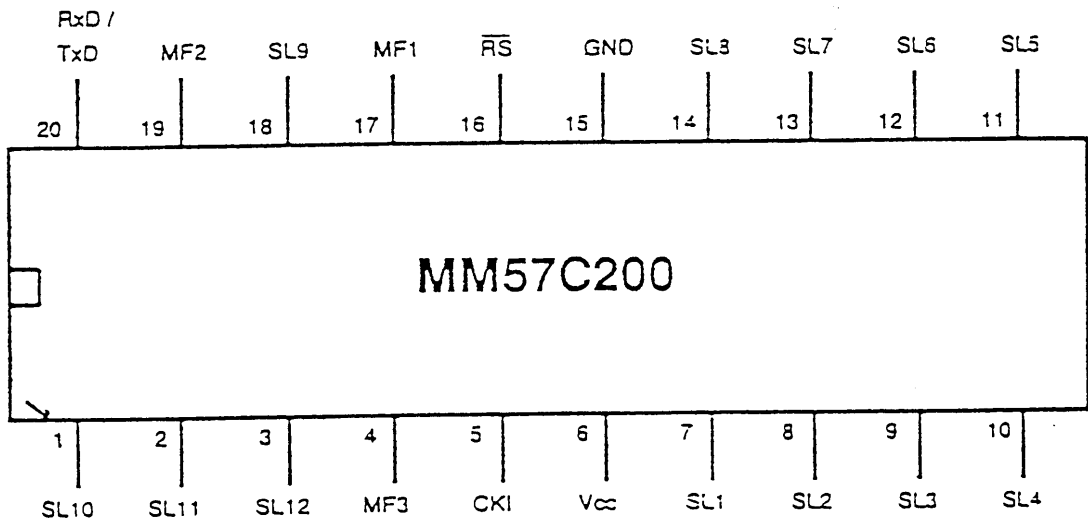 RxD /
TxD MF2 SL9 MF1 R̅S̅ GND SL8 SL7 SL6 SL5
20 19 18 17 16 15 14 13 12 11
MM57C200
1 2 3 4 5 6 7 8 9 10
SL10 SL11 SL12 MF3 CKI Vcc SL1 SL2 SL3 SL4